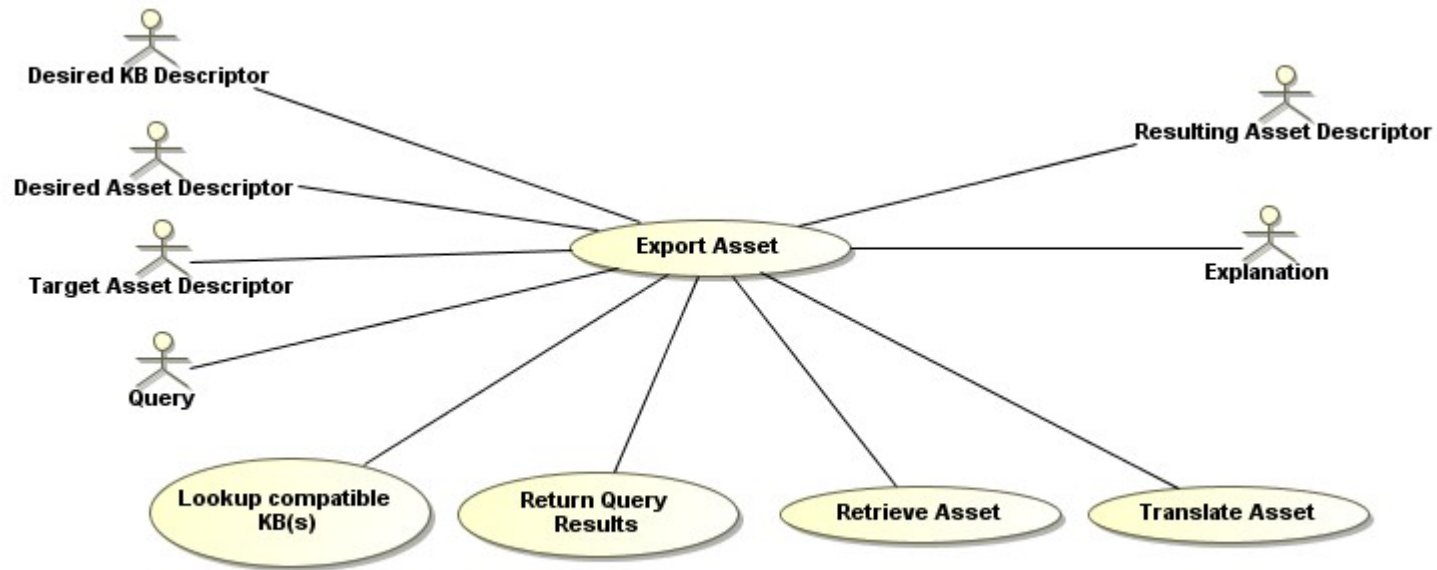 Desired KB Descriptor
Resulting Asset Descriptor
Desired Asset Descriptor
Export Asset
Explanation
Target Asset Descriptor
Query
Lookup compatible
KB(s)
Return Query
Results
Retrieve Asset
Translate Asset